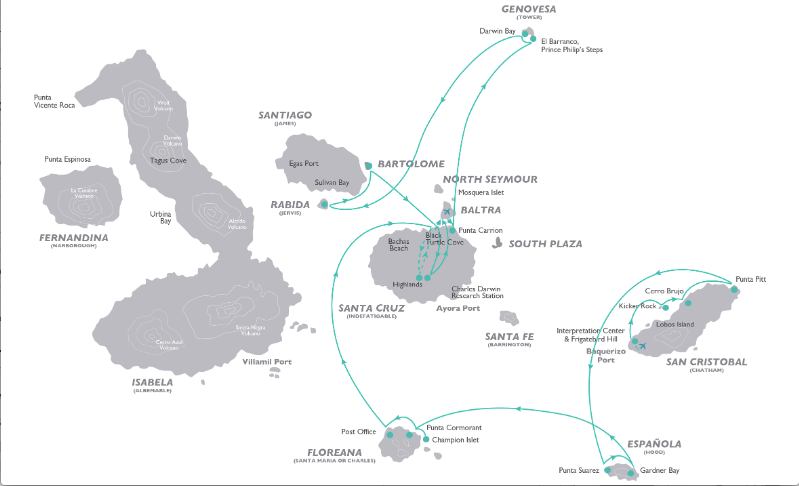 GENOVESA
(TOWER)
Darwin Bay
El Barranco,
Prince Philip's Steps
Punta
Vicente Roca
Wolf
Volcano
Darwin
Volcano
Tagus Cove
SANTIAGO
(JAMES)
Egas Port
Sulivan Bay
BARTOLOME
RABIDA
(JERVIS)
NORTH SEYMOUR
Mosquera Islet
BALTRA
Punta Carrion
Punta Espinosa
La Cumbre
Volcano
FERNANDINA
(NARBOROUGH)
Urbina
Bay
Alcedo
Volcano
Black
Turtle Cove
Bachas
Beach
SOUTH PLAZA
Highlands
Charles Darwin
Research Station
Ayora Port
SANTA CRUZ
(INDEFATIGABLE)
SANTA FE
(BARRINGTON)
Punta Pitt
Cerro Brujo
Kicker Rock
Lobos Island
Interpretation Center
& Frigatebird Hill
Baquerizo
Port
SAN CRISTOBAL
(CHATHAM)
Sierra Negra
Volcano
Cerro Azul
Volcano
Villamil Port
ISABELA
(ALBEMARLE)
Post Office
Punta Cormorant
Champion Islet
FLOREANA
(SANTA MARIA OR CHARLES)
ESPAÑOLA
(HOOD)
Punta Suarez
Gardner Bay